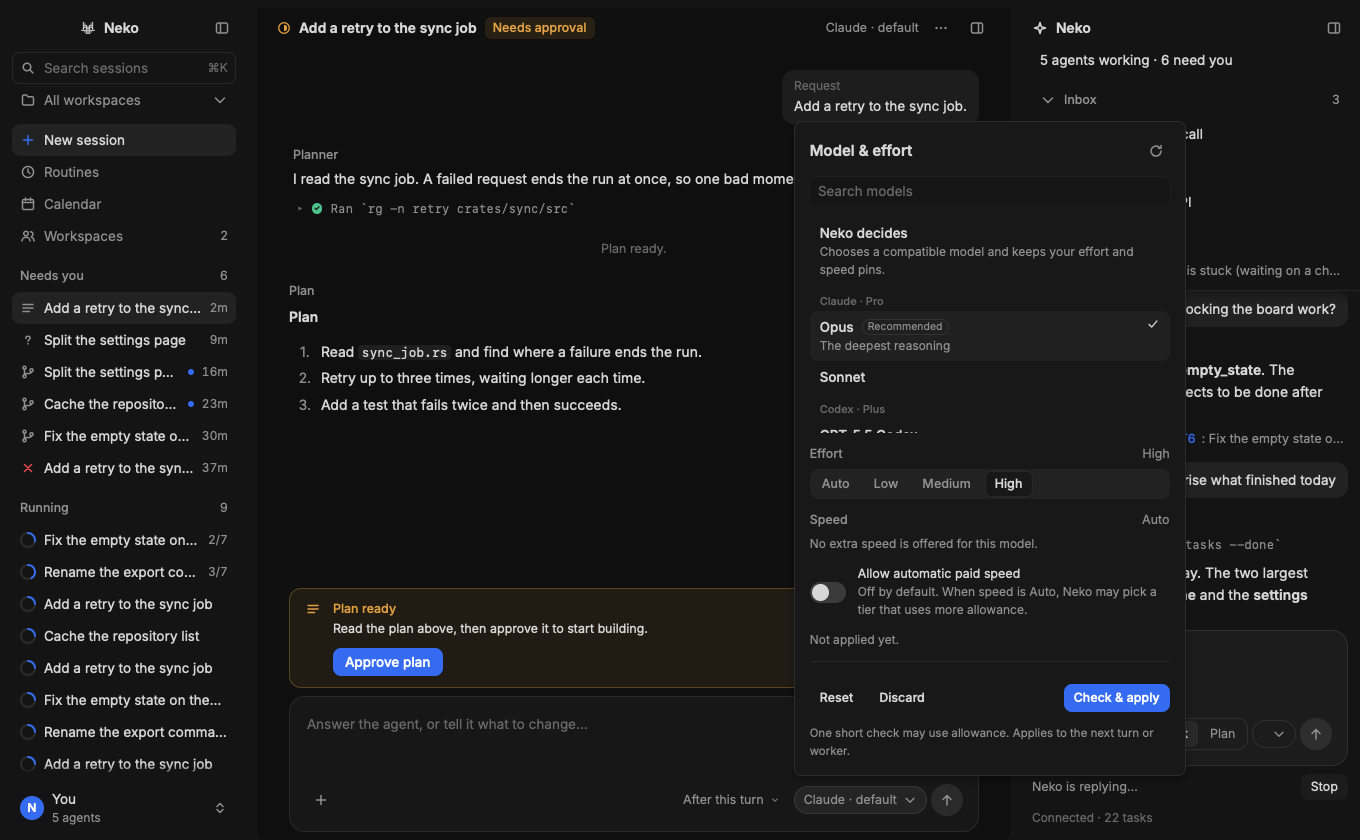 Neko
Search sessions ⌘K
All workspaces
New session
Routines
Calendar
Workspaces 2
Needs you 6
Add a retry to the sync... 2m
Split the settings page 9m
Split the settings p... 16m
Cache the reposito... 23m
Fix the empty state o... 30m
Add a retry to the syn... 37m
Running 9
Fix the empty state on... 2/7
Rename the export co... 3/7
Add a retry to the sync job
Cache the repository list
Add a retry to the sync job
Fix the empty state on the...
Rename the export comma...
Add a retry to the sync job
N
You
5 agents
Add a retry to the sync job Needs approval
Claude · default
Request
Add a retry to the sync job.
Planner
I read the sync job. A failed request ends the run at once, so one bad mome
Ran `rg -n retry crates/sync/src`
Plan ready.
Plan
Plan
1. Read sync_job.rs and find where a failure ends the run.
2. Retry up to three times, waiting longer each time.
3. Add a test that fails twice and then succeeds.
Plan ready
Read the plan above, then approve it to start building.
Approve plan
Answer the agent, or tell it what to change...
After this turn
Claude · default
Model & effort
Search models
Neko decides
Chooses a compatible model and keeps your effort and
speed pins.
Claude · Pro
Opus Recommended
The deepest reasoning
Sonnet
Codex · Plus
Effort High
Auto Low Medium High
Speed Auto
No extra speed is offered for this model.
Allow automatic paid speed
Off by default. When speed is Auto, Neko may pick a
tier that uses more allowance.
Not applied yet.
Reset Discard Check & apply
One short check may use allowance. Applies to the next turn or
worker.
Neko
5 agents working · 6 need you
Inbox 3
call
is stuck (waiting on a ch...
ocking the board work?
mpty_state. The
ects to be done after
: Fix the empty state o...
rise what finished today
tasks --done`
ay. The two largest
e and the settings
Plan
Neko is replying...
Stop
Connected · 22 tasks